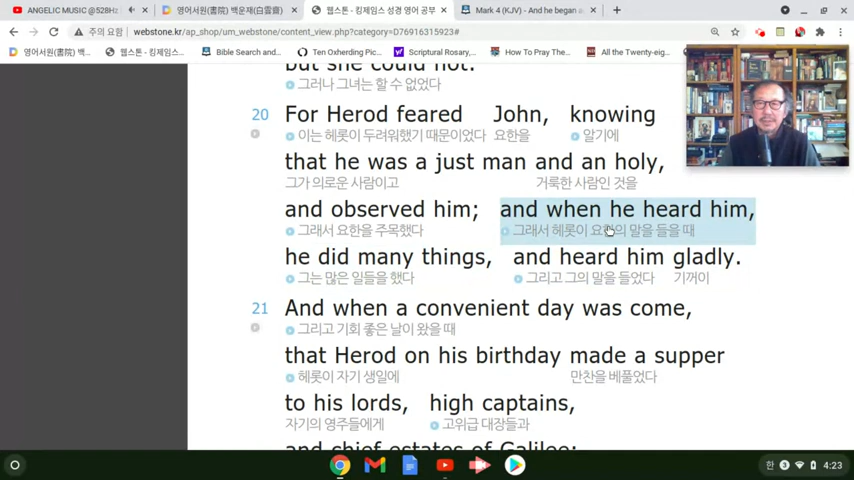 ANGELIC MUSIC @528Hz
영어서원(書院) 백운재(白雲齋)
웹스톤 - 킹제임스 성경 영어 공부
Mark 4 (KJV) - And he began a
주의 요함
webstone.kr/ap_shop/um_webstone/content_view.php?category=D76916315923#
영어서원(書院) 백...
웹스톤 - 킹제임스...
Bible Search and...
Ten Oxherding Pic...
Scriptural Rosary,...
How To Pray The...
All the Twenty-eig...
but she could not.
그러나 그녀는 할 수 없었다
20 For Herod feared John, knowing
이는 헤롯이 두려워했기 때문이었다 요한을 알기에
that he was a just man and an holy,
그가 의로운 사람이고 거룩한 사람인 것을
and observed him; and when he heard him,
그래서 요한을 주목했다 그래서 헤롯이 요한의 말을 들을 때
he did many things, and heard him gladly.
그는 많은 일들을 했다 그리고 그의 말을 들었다 기꺼이
21 And when a convenient day was come,
그리고 기회 좋은 날이 왔을 때
that Herod on his birthday made a supper
헤롯이 자기 생일에 만찬을 베풀었다
to his lords, high captains,
자기의 영주들에게 고위급 대장들과
and chief estates of Galilee;
한 4:23